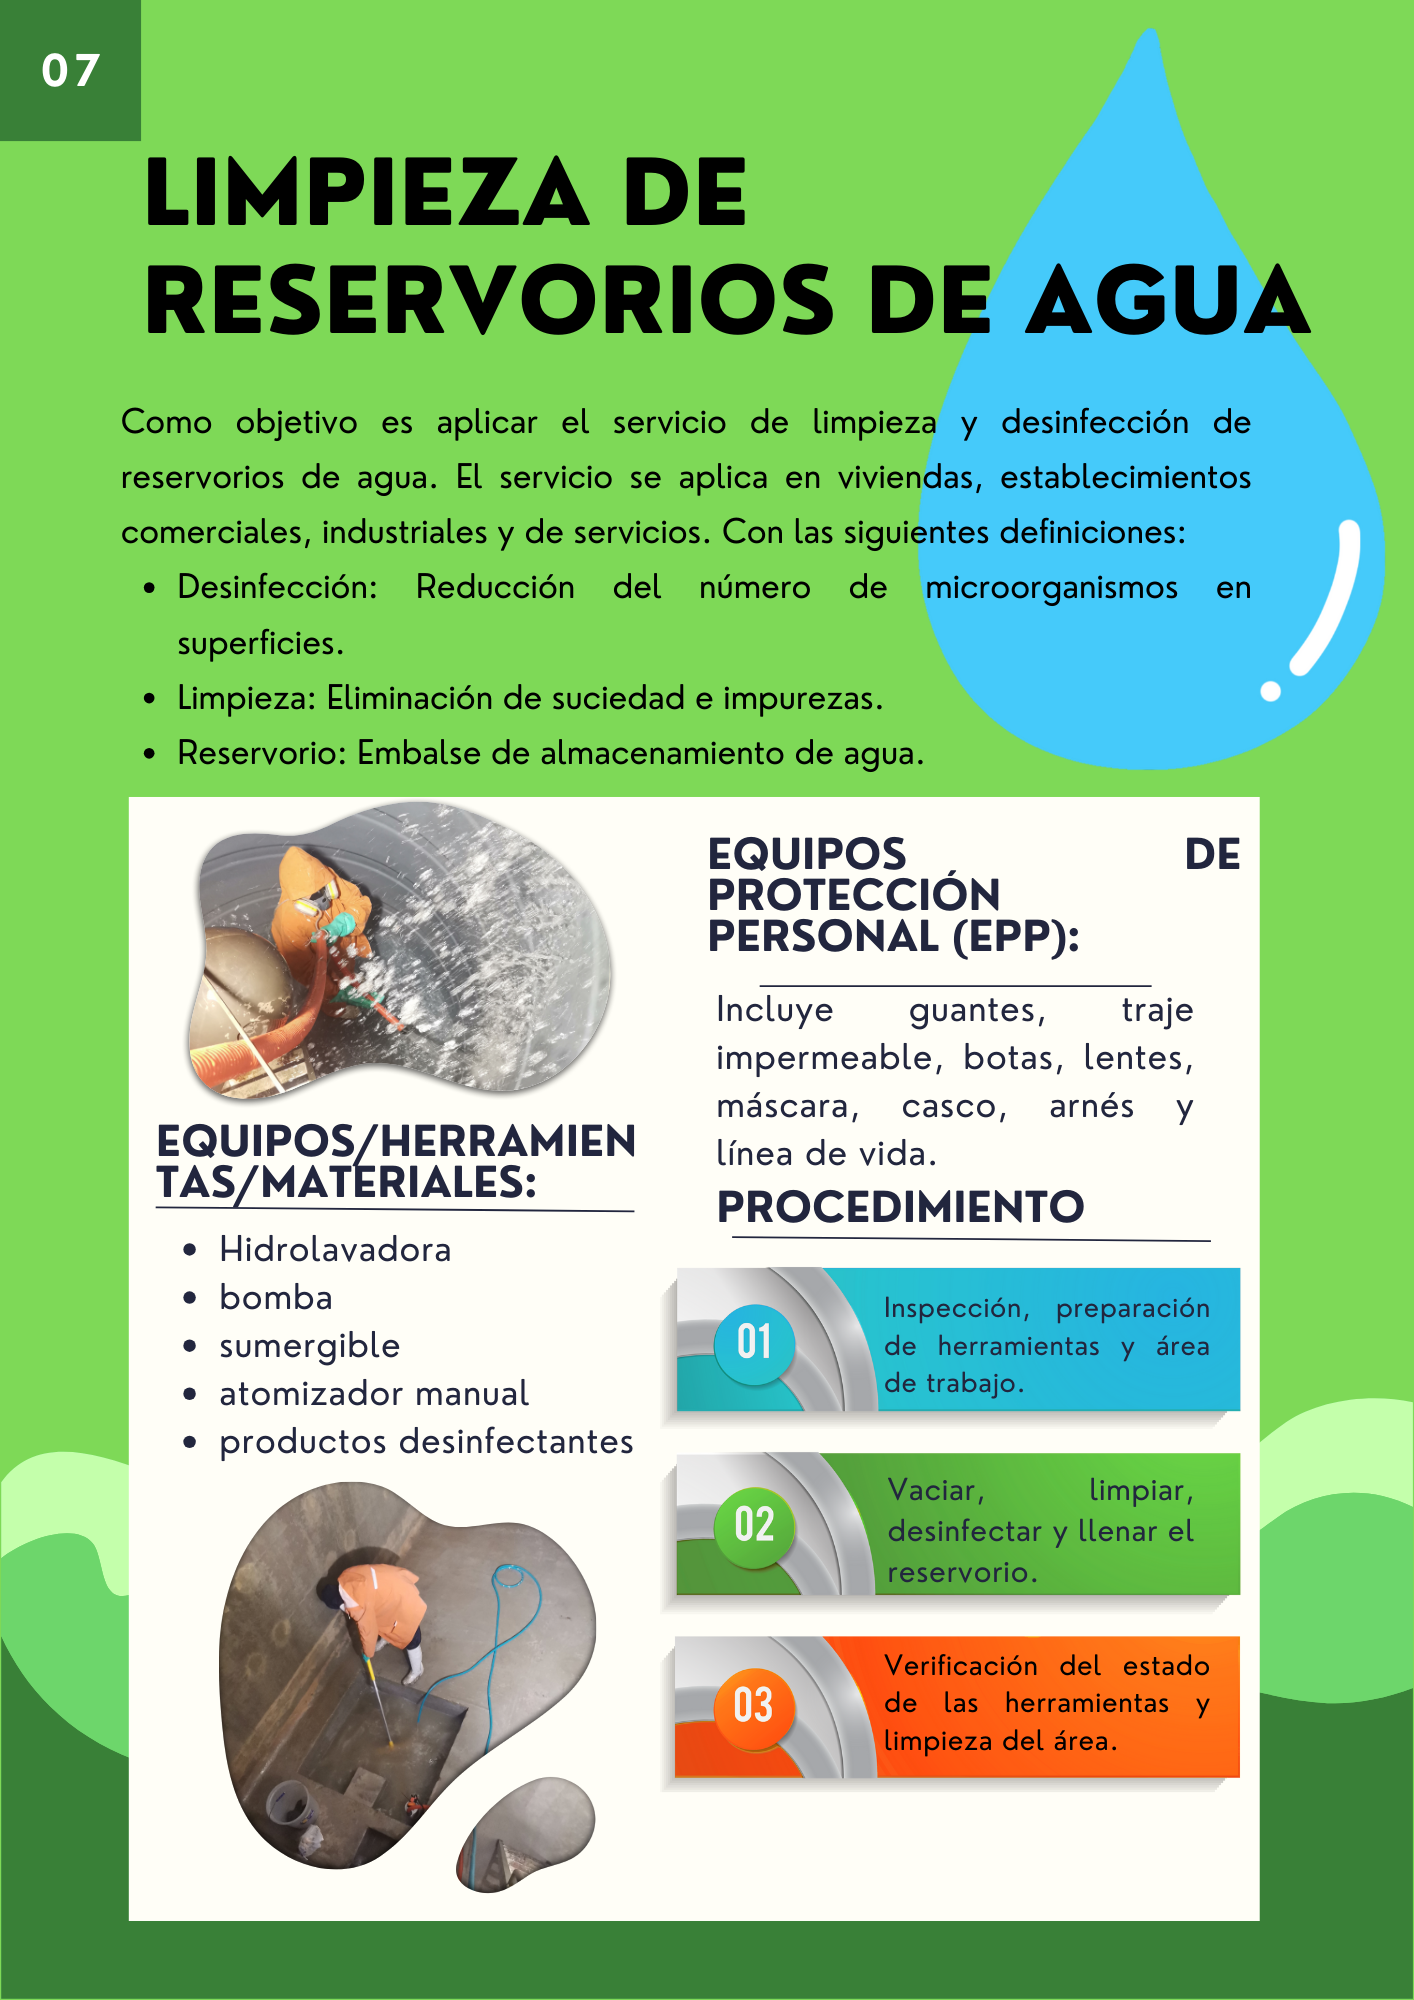 07
LIMPIEZA DE
RESERVORIOS DE AGUA
Como objetivo es aplicar el servicio de limpieza y desinfección de
reservorios de agua. El servicio se aplica en viviendas, establecimientos
comerciales, industriales y de servicios. Con las siguientes definiciones:
• Desinfección: Reducción del número de microorganismos en
superficies.
• Limpieza: Eliminación de suciedad e impurezas.
• Reservorio: Embalse de almacenamiento de agua.
EQUIPOS/HERRAMIEN
TAS/MATERIALES:
• Hidrolavadora
• bomba
• sumergible
• atomizador manual
• productos desinfectantes
EQUIPOS DE
PROTECCIÓN
PERSONAL (EPP):
Incluye guantes, traje
impermeable, botas, lentes,
máscara, casco, arnés y
línea de vida.
PROCEDIMIENTO
01
Inspección, preparación
de herramientas y área
de trabajo.
02
Vaciar, limpiar,
desinfectar y llenar el
reservorio.
03
Verificación del estado
de las herramientas y
limpieza del área.